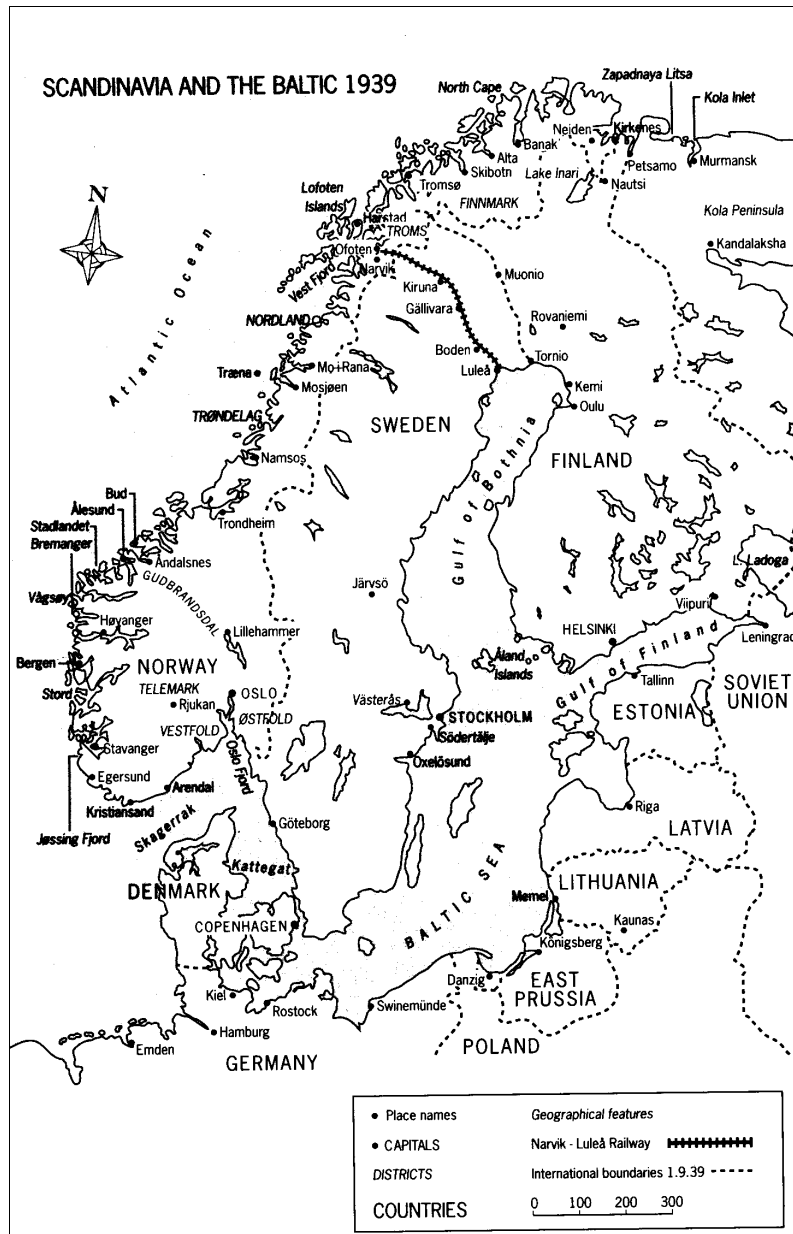 SCANDINAVIA AND THE BALTIC 1939
North Cape
Zapadnaya Litsa
Kola Inlet
Neiden
Kirkenes
Banak
Alta
Skibotn
Petsamo
Murmansk
Tromsø
Lake Inari
Nautsi
FINNMARK
N
Lofoten
Islands
Harstad
TROMS
Kola Peninsula
Kandalaksha
Ofoten
Narvik
Vest Fjord
Kiruna
Muonio
Gällivara
Atlantic Ocean
NORDLAND
Rovaniemi
Boden
Tornio
Luleå
Træna
Mo i Rana
Mosjøen
Kemi
Oulu
TRØNDELAG
SWEDEN
Namsos
FINLAND
Gulf of Bothnia
Bud
Ålesund
Stadlandet
Bremanger
Trondheim
Andalsnes
GUDBRANDSDAL
L. Ladoga
Vågsøy
Järvsö
Viipuri
Høyanger
Lillehammer
HELSINKI
Leningrad
Bergen
NORWAY
Åland
Islands
Gulf of Finland
Stord
TELEMARK
Rjukan
OSLO
Västerås
Tallinn
SOVIET
UNION
VESTFOLD
ØSTFOLD
STOCKHOLM
ESTONIA
Södertälje
Stavanger
Oslo Fjord
Oxelösund
Egersund
Arendal
Kristiansand
Jøssing Fjord
Skagerrak
Göteborg
Riga
LATVIA
Kattegat
DENMARK
BALTIC SEA
LITHUANIA
Memel
COPENHAGEN
Kaunas
Königsberg
Danzig
EAST
PRUSSIA
Kiel
Rostock
Swinemünde
Hamburg
Emden
GERMANY
POLAND
Place names
Geographical features
CAPITALS
Narvik - Luleå Railway
DISTRICTS
International boundaries 1.9.39
COUNTRIES
0 100 200 300